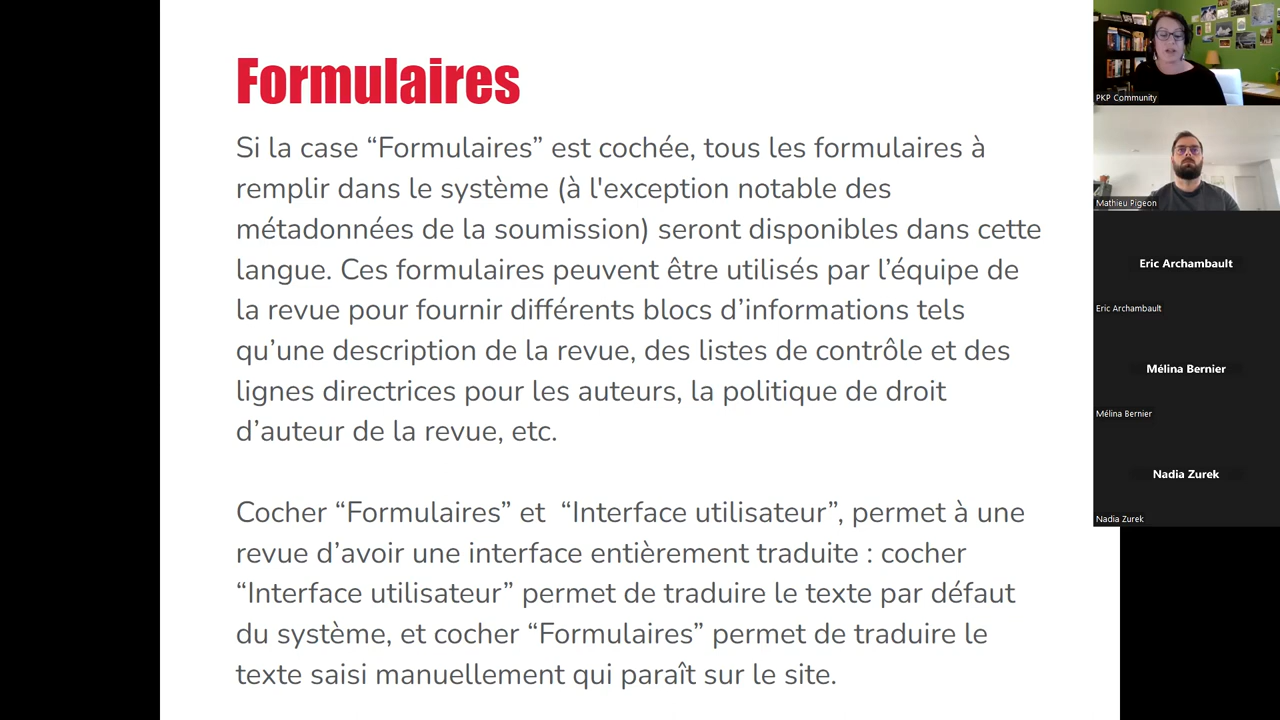 Formulaires
Si la case “Formulaires” est cochée, tous les formulaires à
remplir dans le système (à l'exception notable des
métadonnées de la soumission) seront disponibles dans cette
langue. Ces formulaires peuvent être utilisés par l’équipe de
la revue pour fournir différents blocs d’informations tels
qu’une description de la revue, des listes de contrôle et des
lignes directrices pour les auteurs, la politique de droit
d’auteur de la revue, etc.
Cocher “Formulaires” et  “Interface utilisateur”, permet à une
revue d’avoir une interface entièrement traduite : cocher
“Interface utilisateur” permet de traduire le texte par défaut
du système, et cocher “Formulaires” permet de traduire le
texte saisi manuellement qui paraît sur le site.
PKP Community
Mathieu Pigeon
Eric Archambault
Eric Archambault
Mélina Bernier
Mélina Bernier
Nadia Zurek
Nadia Zurek